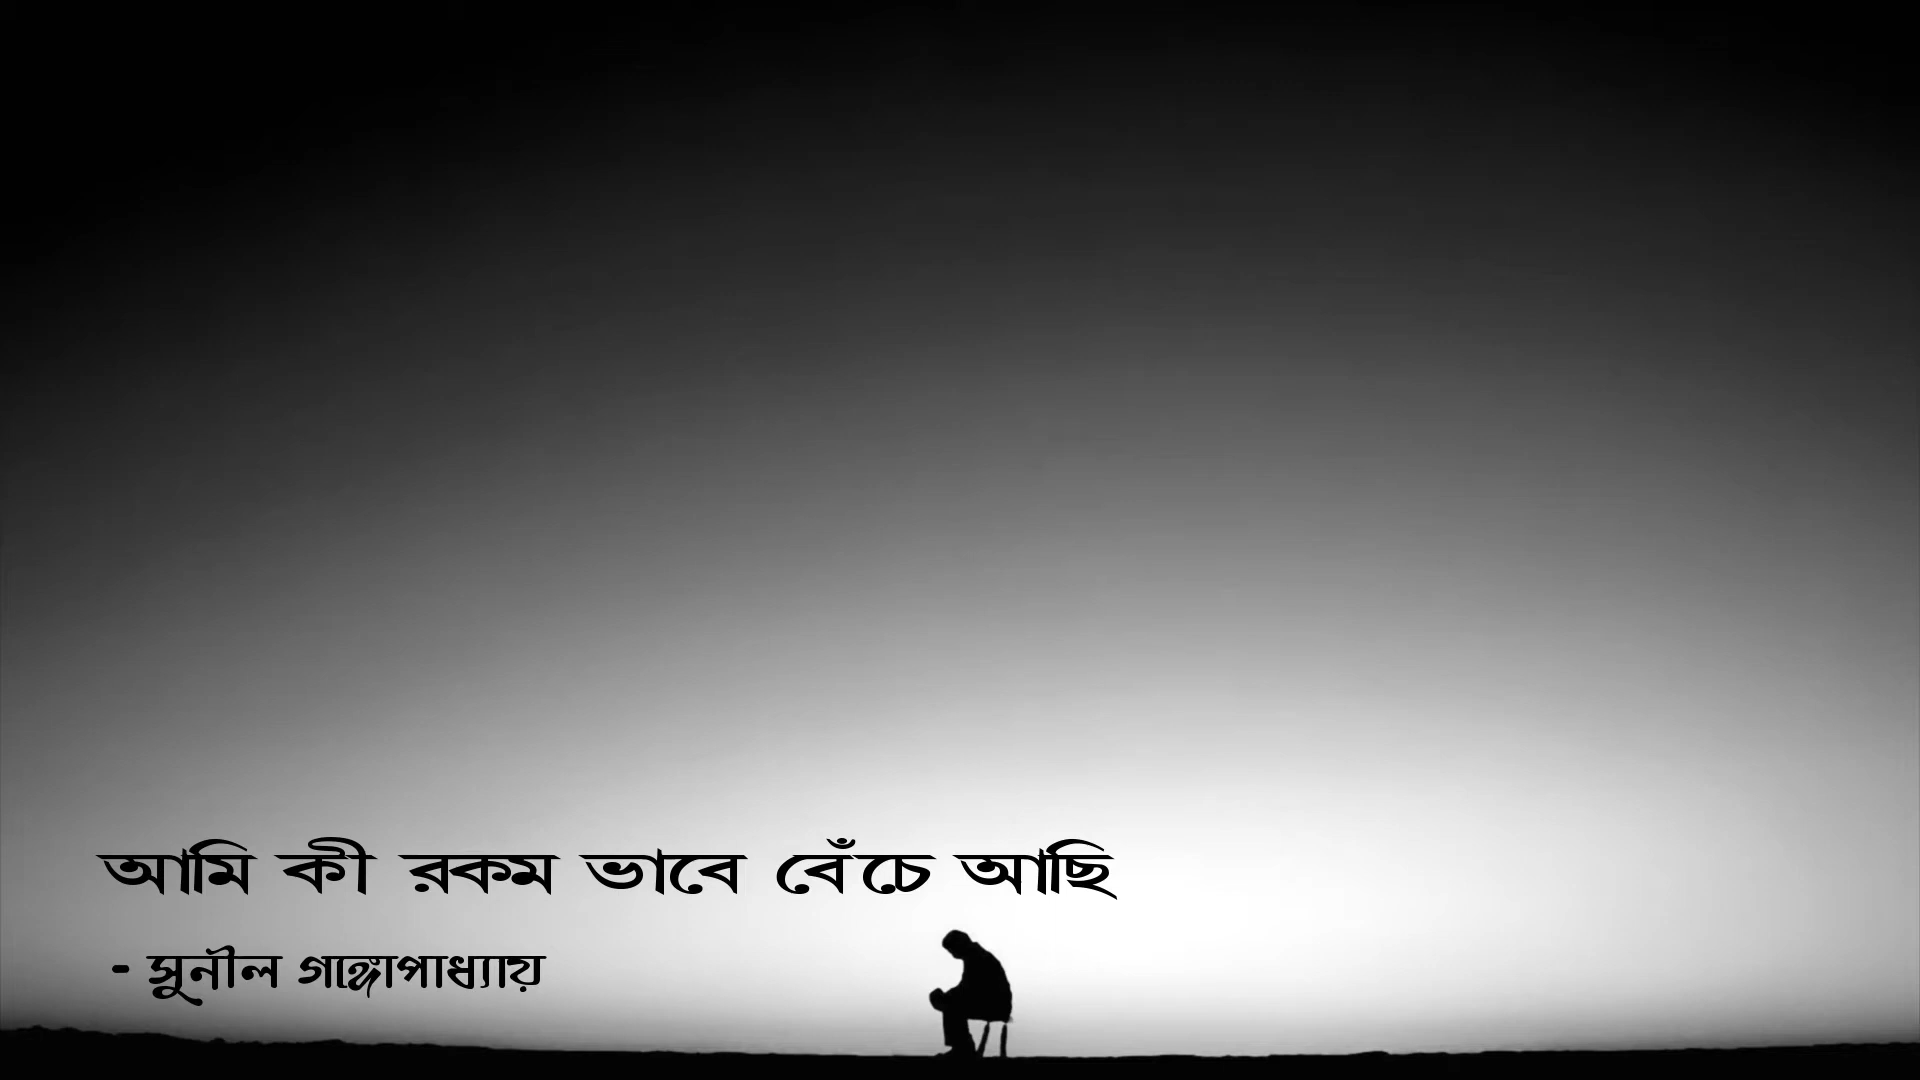 আমি কী রকম ভাবে বেঁচে আছি
- সুনীল গঙ্গোপাধ্যায়